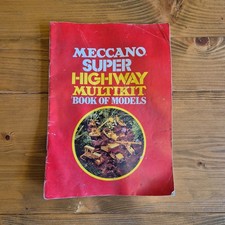 MECCANO
SUPER
HIGHWAY
MULTIKIT
BOOK OF MODELS